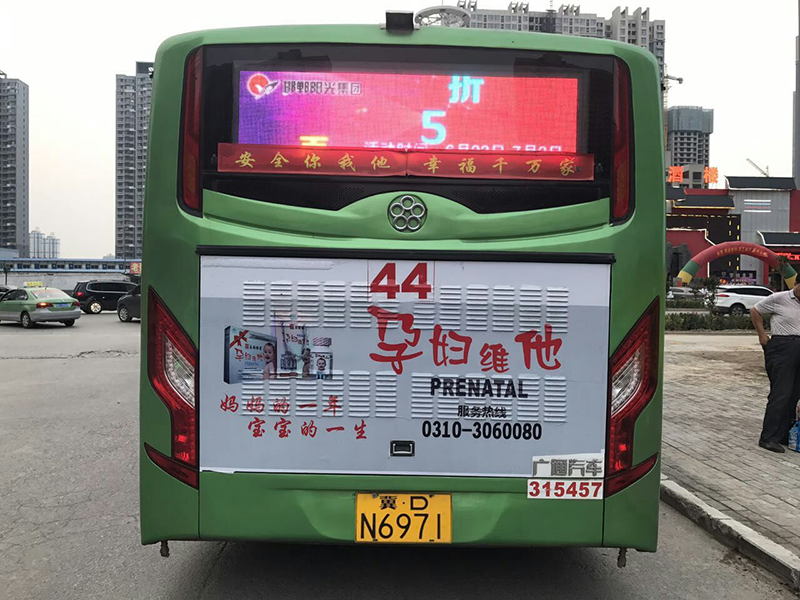 邯郸阳光集团
折
5
安全你我他 幸福千万家
44
孕妇维他
PRENATAL
服务热线
0310-3060080
妈妈的一年
宝宝的一生
广通汽车
315457
冀·D
N6971